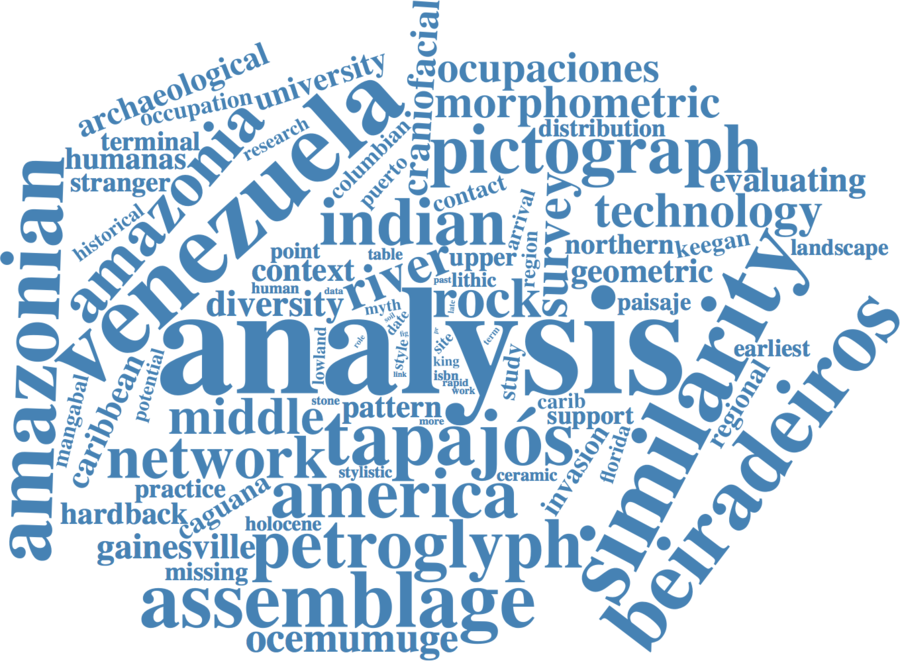 craniofacial
archaeological
ocupaciones
university
occupation
morphometric
venezuela
distribution
terminal
amazonia
research
pictograph
humanas
columbian
stranger
puerto
evaluating
amazonian
contact
survey
indian
arrival
technology
historical
northern
keegan
landscape
point
table
river
upper
region
context
past
lithic
geometric
human
data
diversity
myth
rock
late
paisaje
similarity
date
analysis
lowland
role
style
site
term
king
earliest
link
isbn
rapid
work
study
caribbean
potential
mangabal
stone
pattern
carib
support
regional
beiradeiros
middle
more
tapajós
network
invasion
florida
stylistic
ceramic
practice
america
hardback
caguana
holocene
gainesville
petroglyph
missing
assemblage
ocemumuge